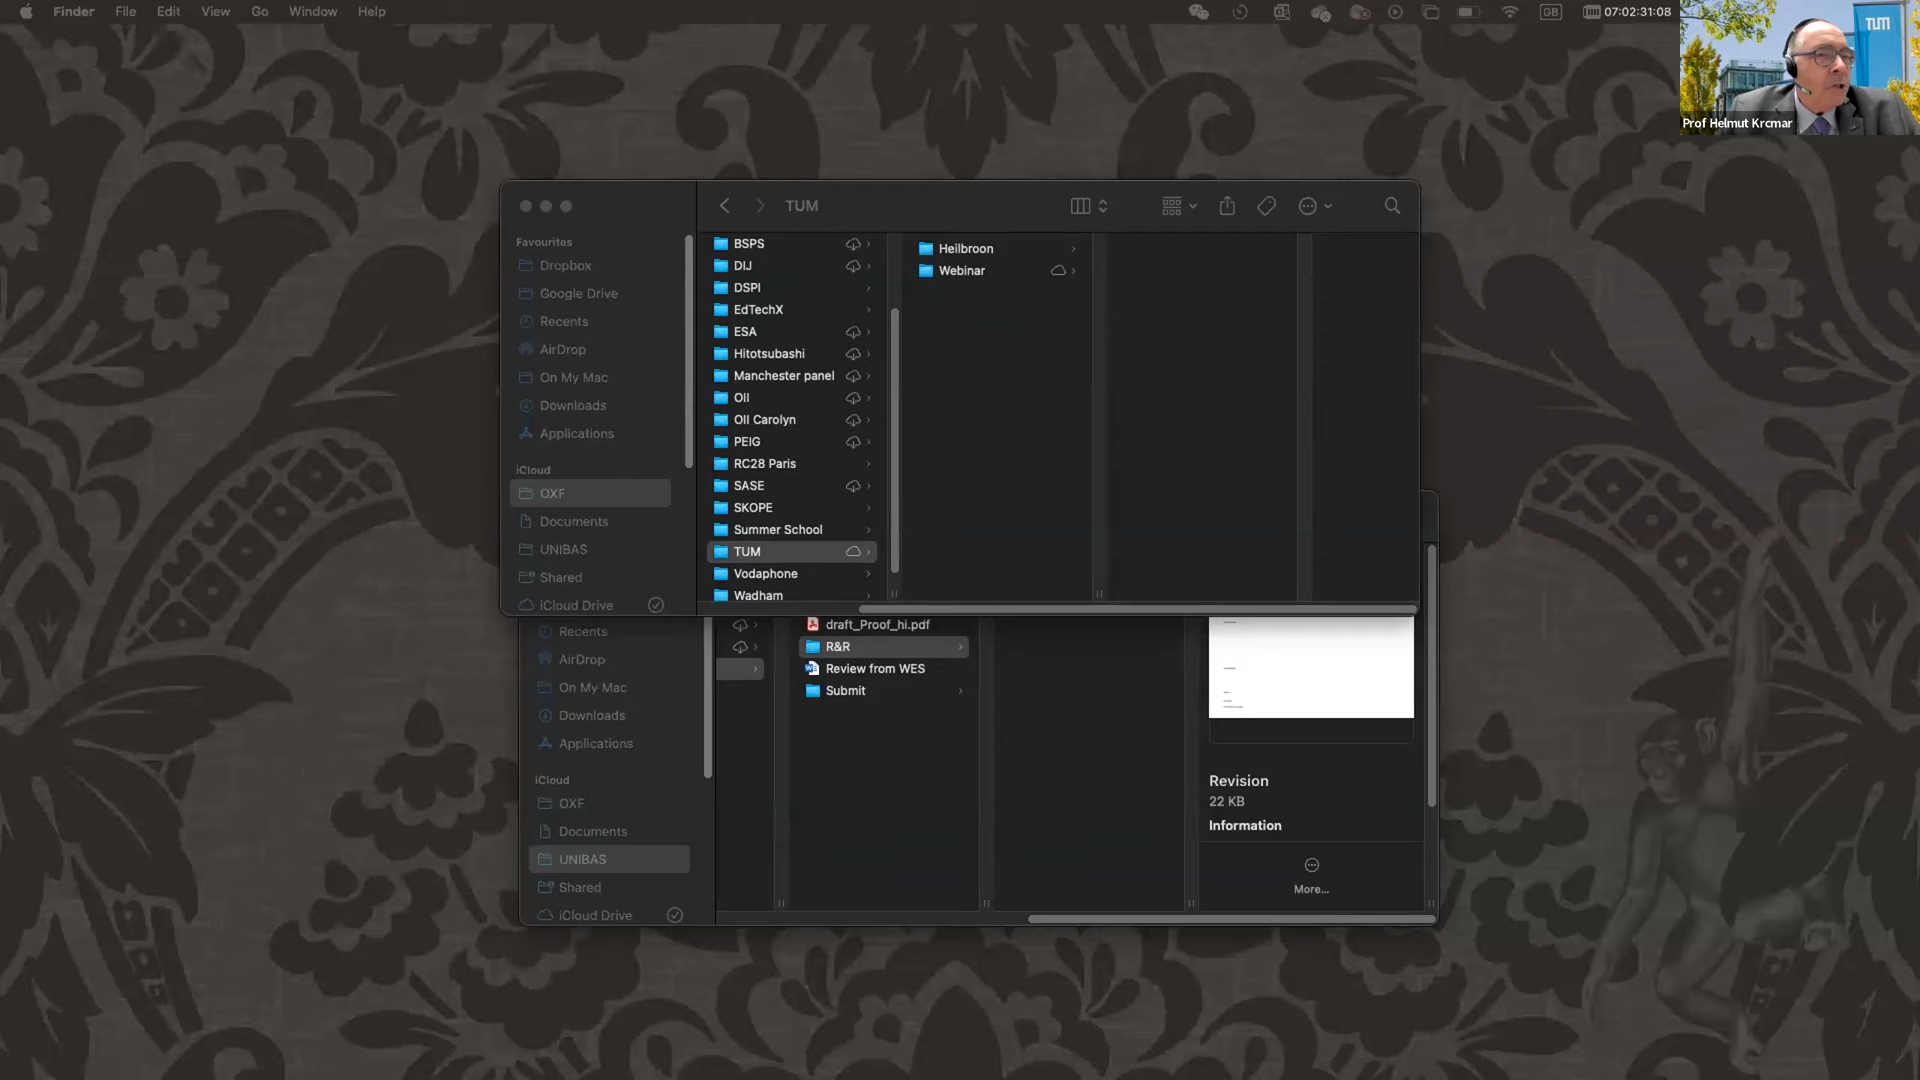 Finder File Edit View Go Window Help
GB 07:02:31:08
TUM
Prof Helmut Krcmar
TUM
Favourites
Dropbox
Google Drive
Recents
AirDrop
On My Mac
Downloads
Applications
iCloud
OXF
Documents
UNIBAS
Shared
iCloud Drive
BSPS
DIJ
DSPI
EdTechX
ESA
Hitotsubashi
Manchester panel
OII
OII Carolyn
PEIG
RC28 Paris
SASE
SKOPE
Summer School
TUM
Vodaphone
Wadham
Heilbroon
Webinar
Recents
AirDrop
On My Mac
Downloads
Applications
iCloud
OXF
Documents
UNIBAS
Shared
iCloud Drive
draft_Proof_hi.pdf
R&R
Review from WES
Submit
Revision
22 KB
Information
More...